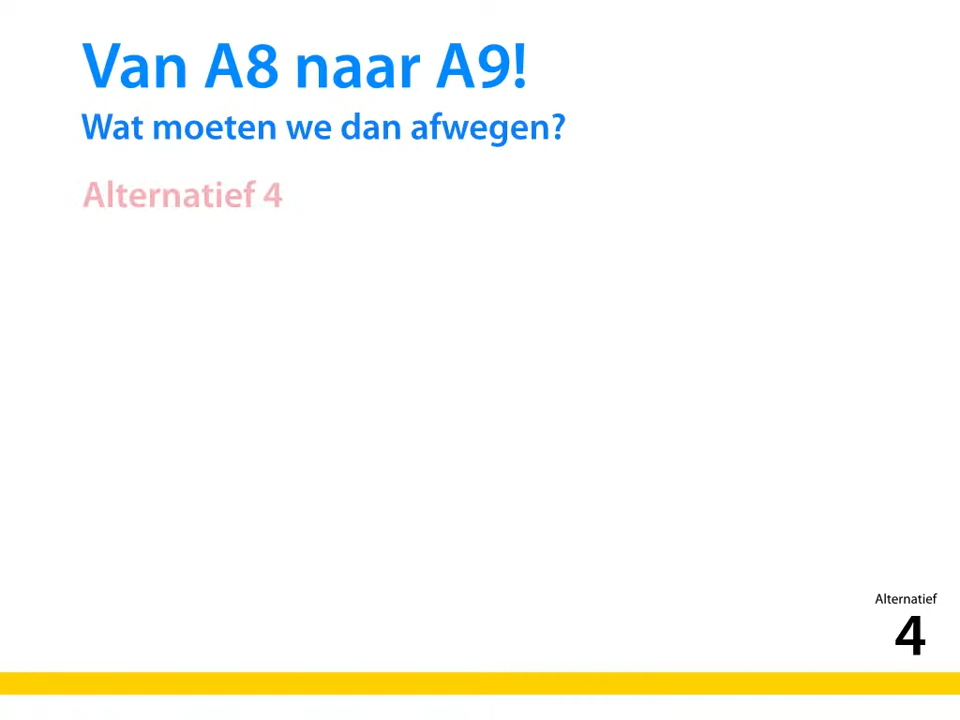 Van A8 naar A9!
Wat moeten we dan afwegen?
Alternatief 4
Alternatief
4